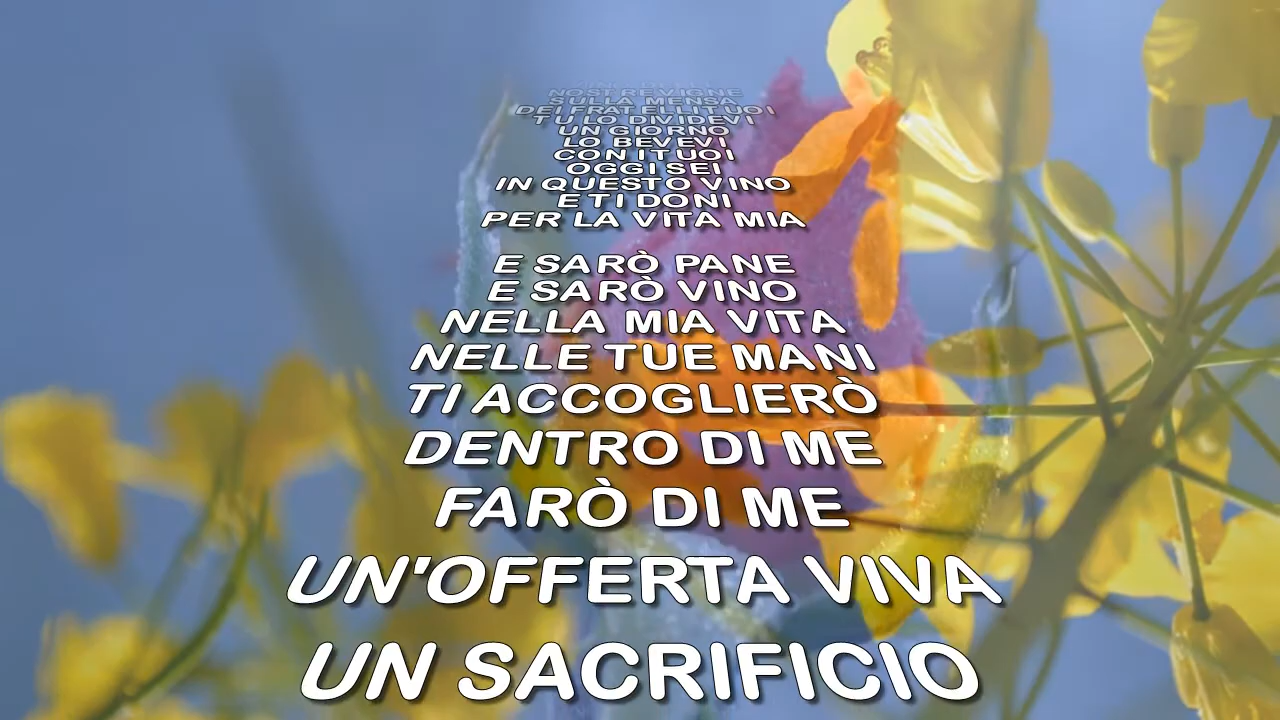 NOSTRE VIGNE
SULLA MENSA
DEI FRATELLI TUOI
TU LO DIVIDEVI
UN GIORNO
LO BEVEVI
CON I TUOI
OGGI SEI
IN QUESTO VINO
E TI DONI
PER LA VITA MIA
E SARÒ PANE
E SARÒ VINO
NELLA MIA VITA
NELLE TUE MANI
TI ACCOGLIERÒ
DENTRO DI ME
FARÒ DI ME
UN'OFFERTA VIVA
UN SACRIFICIO